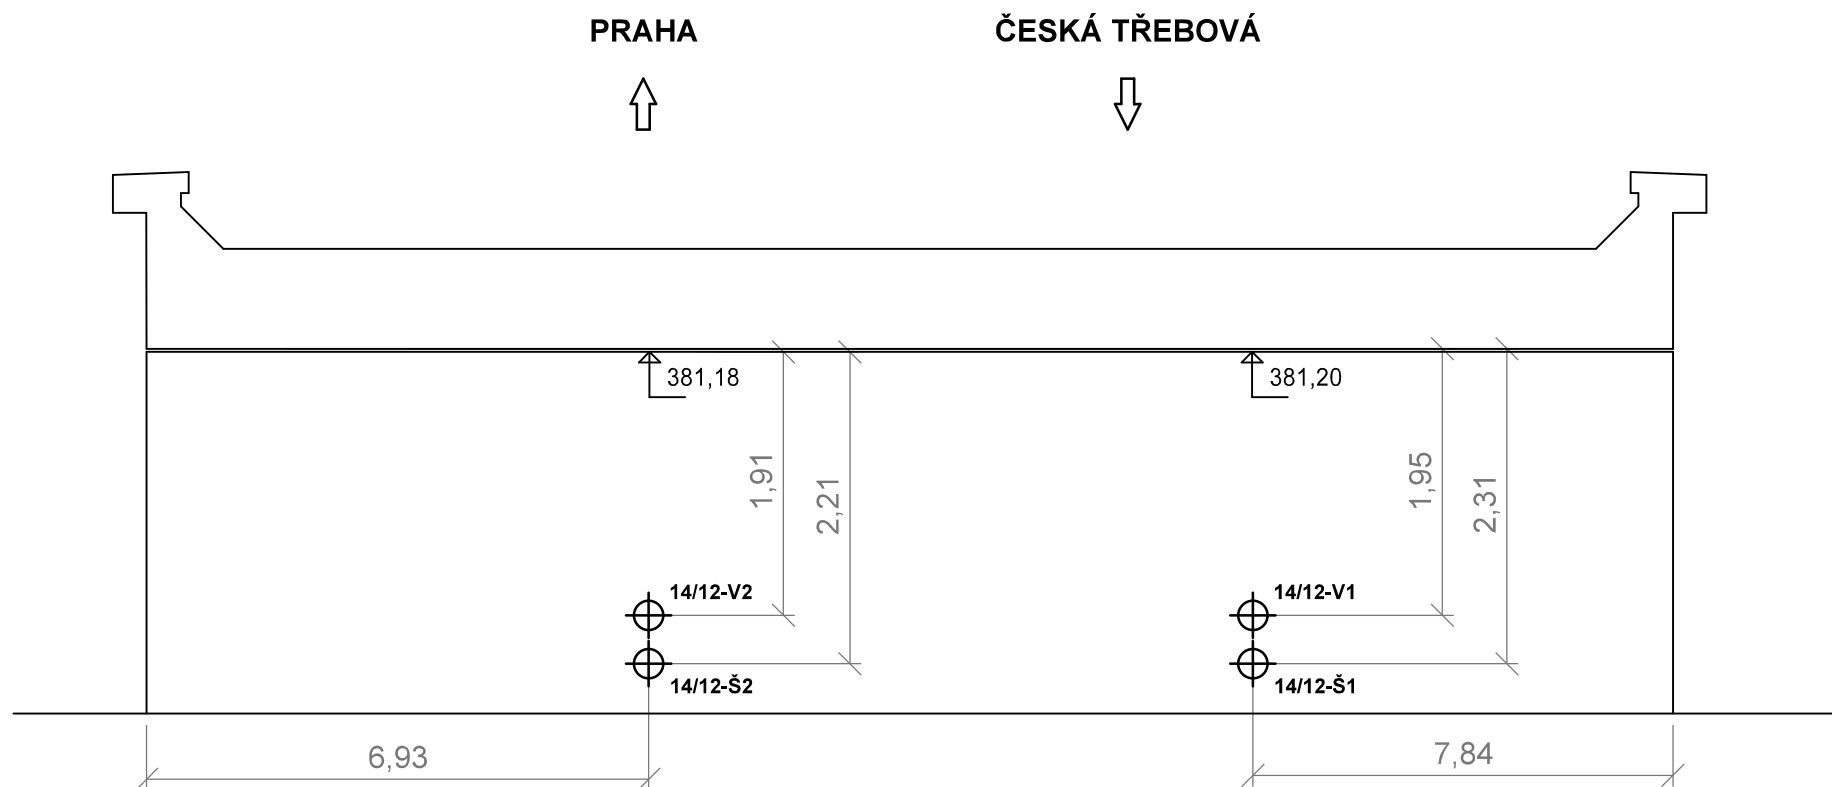 PRAHA
ČESKÁ TŘEBOVÁ
381,18
381,20
1,91
2,21
1,95
2,31
14/12-V2
14/12-V1
14/12-Š2
14/12-Š1
6,93
7,84